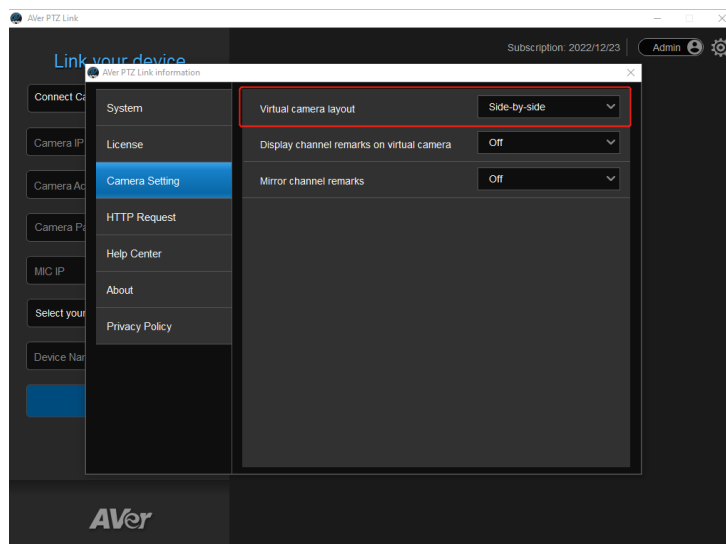 AVer PTZ Link
Subscription: 2022/12/23
Admin
Link your device
AVer PTZ Link information
Connect Ca
Camera IP
Camera Ad
Camera Pa
MIC IP
Select your
Device Nam
System
License
Camera Setting
HTTP Request
Help Center
About
Privacy Policy
Virtual camera layout
Side-by-side
Display channel remarks on virtual camera
Off
Mirror channel remarks
Off
AVer